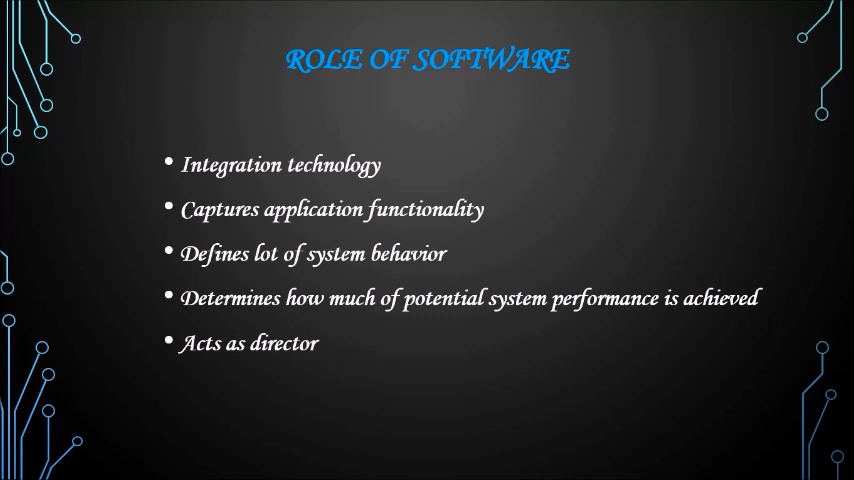 ROLE OF SOFTWARE
• Integration technology
• Captures application functionality
• Defines lot of system behavior
• Determines how much of potential system performance is achieved
• Acts as director